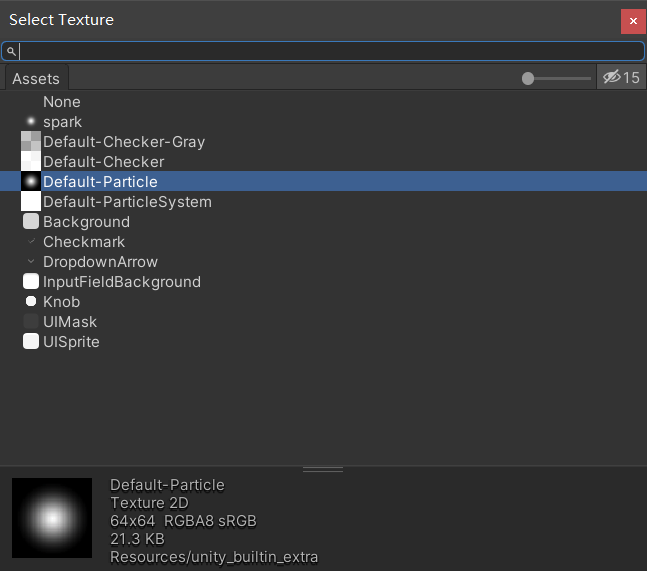 Select Texture
Assets
15
None
spark
Default-Checker-Gray
Default-Checker
Default-Particle
Default-ParticleSystem
Background
Checkmark
DropdownArrow
InputFieldBackground
Knob
UIMask
UISprite
Default-Particle
Texture 2D
64x64 RGBA8 sRGB
21.3 KB
Resources/unity_builtin_extra